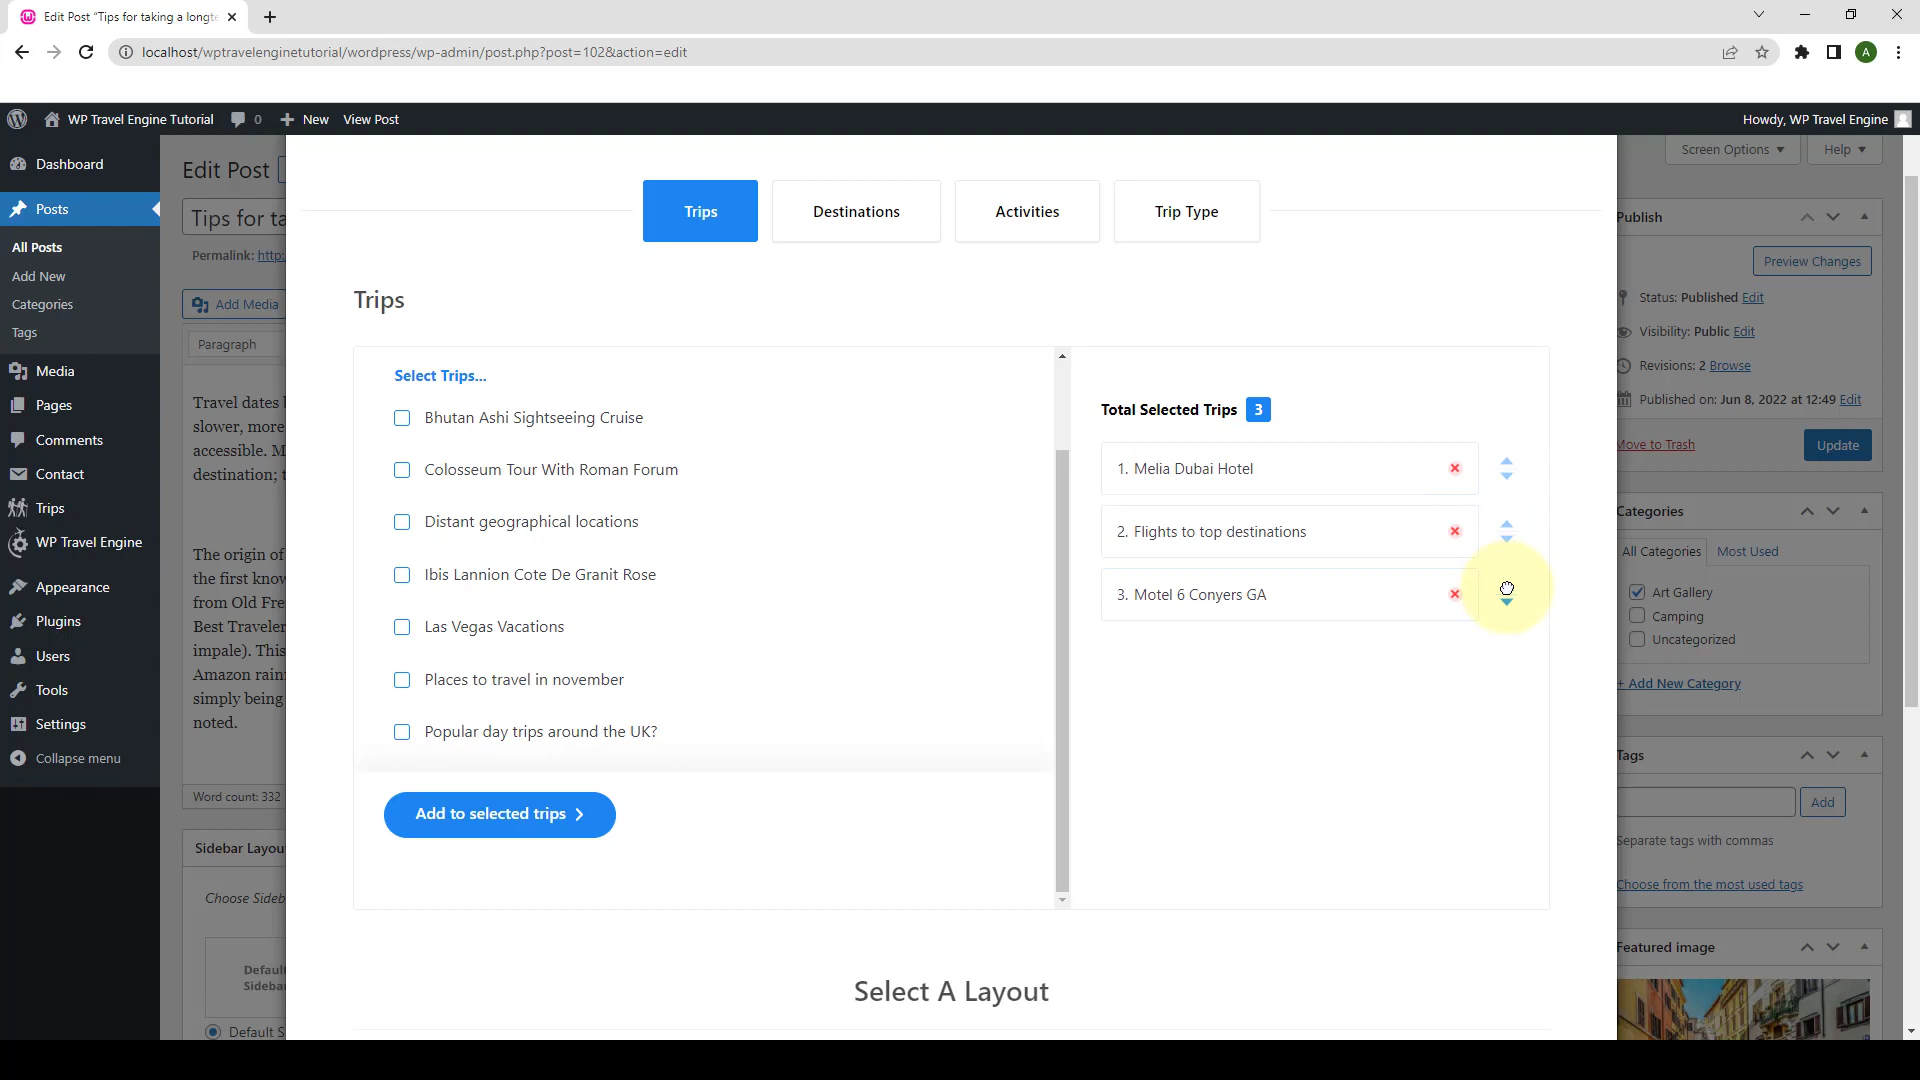 Edit Post "Tips for taking a longte
localhost/wptravelenginetutorial/wordpress/wp-admin/post.php?post=102&action=edit
A
WP Travel Engine Tutorial
0
New
View Post
Howdy, WP Travel Engine
Dashboard
Posts
All Posts
Add New
Categories
Tags
Media
Pages
Comments
Contact
Trips
WP Travel Engine
Appearance
Plugins
Users
Tools
Settings
Collapse menu
Edit Post
Tips for ta
Permalink: http:
Add Media
Paragraph
Travel dates
slower, more
accessible. M
destination; t
The origin of
the first know
from Old Fre
Best Traveler
impale). This
Amazon rain
simply being
noted.
Word count: 332
Sidebar Layou
Choose Sideb
Default
Sidebar
Default S
Trips
Destinations
Activities
Trip Type
Trips
Select Trips...
Bhutan Ashi Sightseeing Cruise
Colosseum Tour With Roman Forum
Distant geographical locations
Ibis Lannion Cote De Granit Rose
Las Vegas Vacations
Places to travel in november
Popular day trips around the UK?
Add to selected trips
Total Selected Trips 3
1. Melia Dubai Hotel
2. Flights to top destinations
3. Motel 6 Conyers GA
Select A Layout
Screen Options
Help
Publish
Preview Changes
Status: Published Edit
Visibility: Public Edit
Revisions: 2 Browse
Published on: Jun 8, 2022 at 12:49 Edit
Move to Trash
Update
Categories
All Categories
Most Used
Art Gallery
Camping
Uncategorized
+ Add New Category
Tags
Add
Separate tags with commas
Choose from the most used tags
Featured image